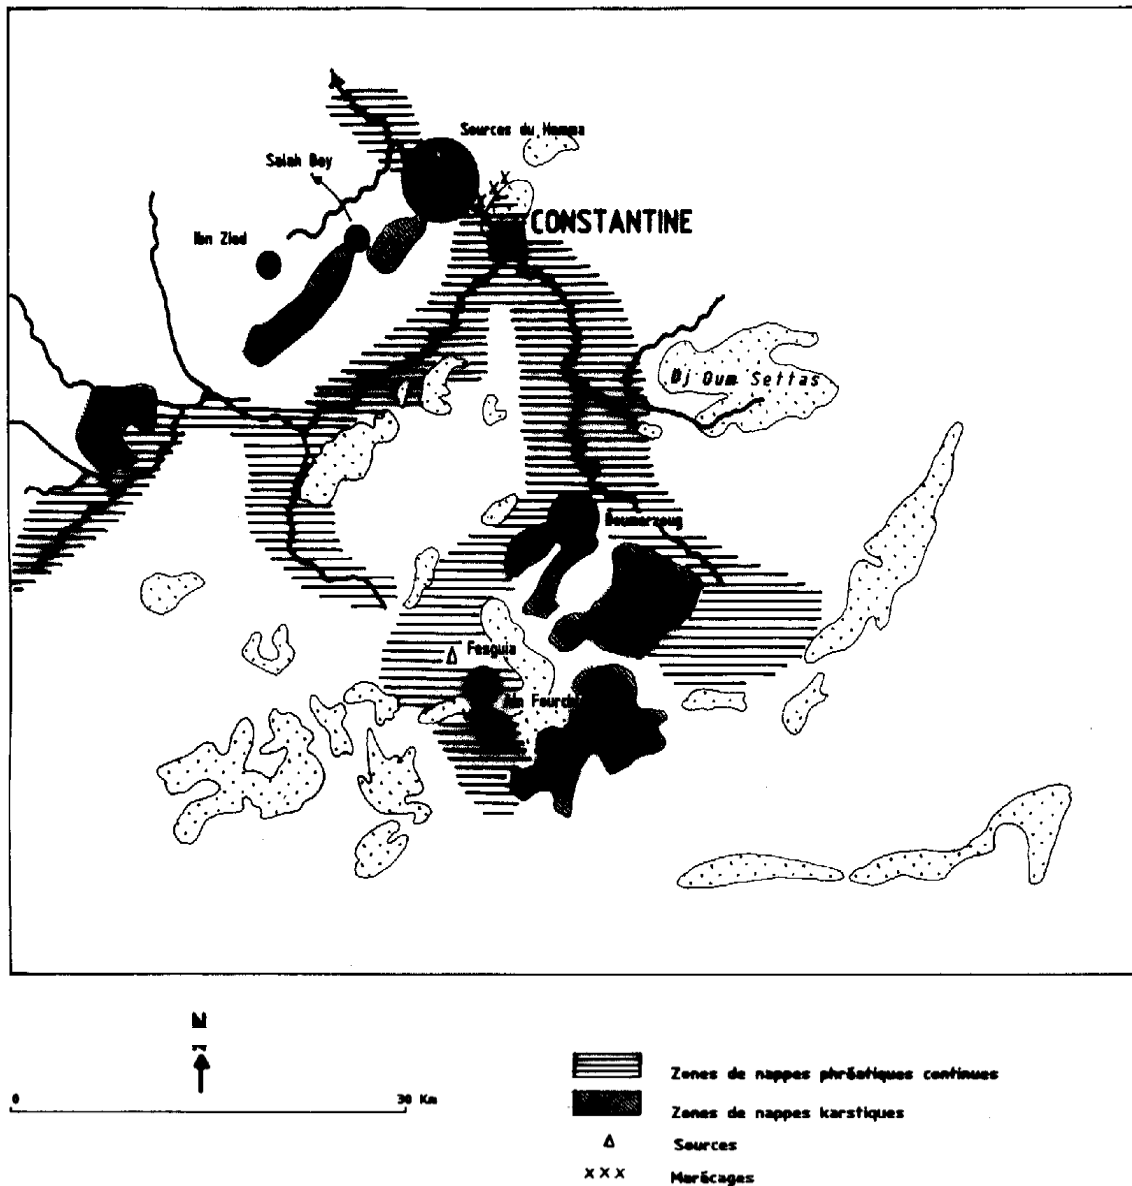 Sources du Hamma
Salah Bey
CONSTANTINE
Ibn Ziad
Dj Oum Settas
Boumerzoug
Fesguia
Ain Fourchi
N
0 30 Km
Zones de nappes phréatiques continues
Zones de nappes karstiques
Sources
x x x Marécages